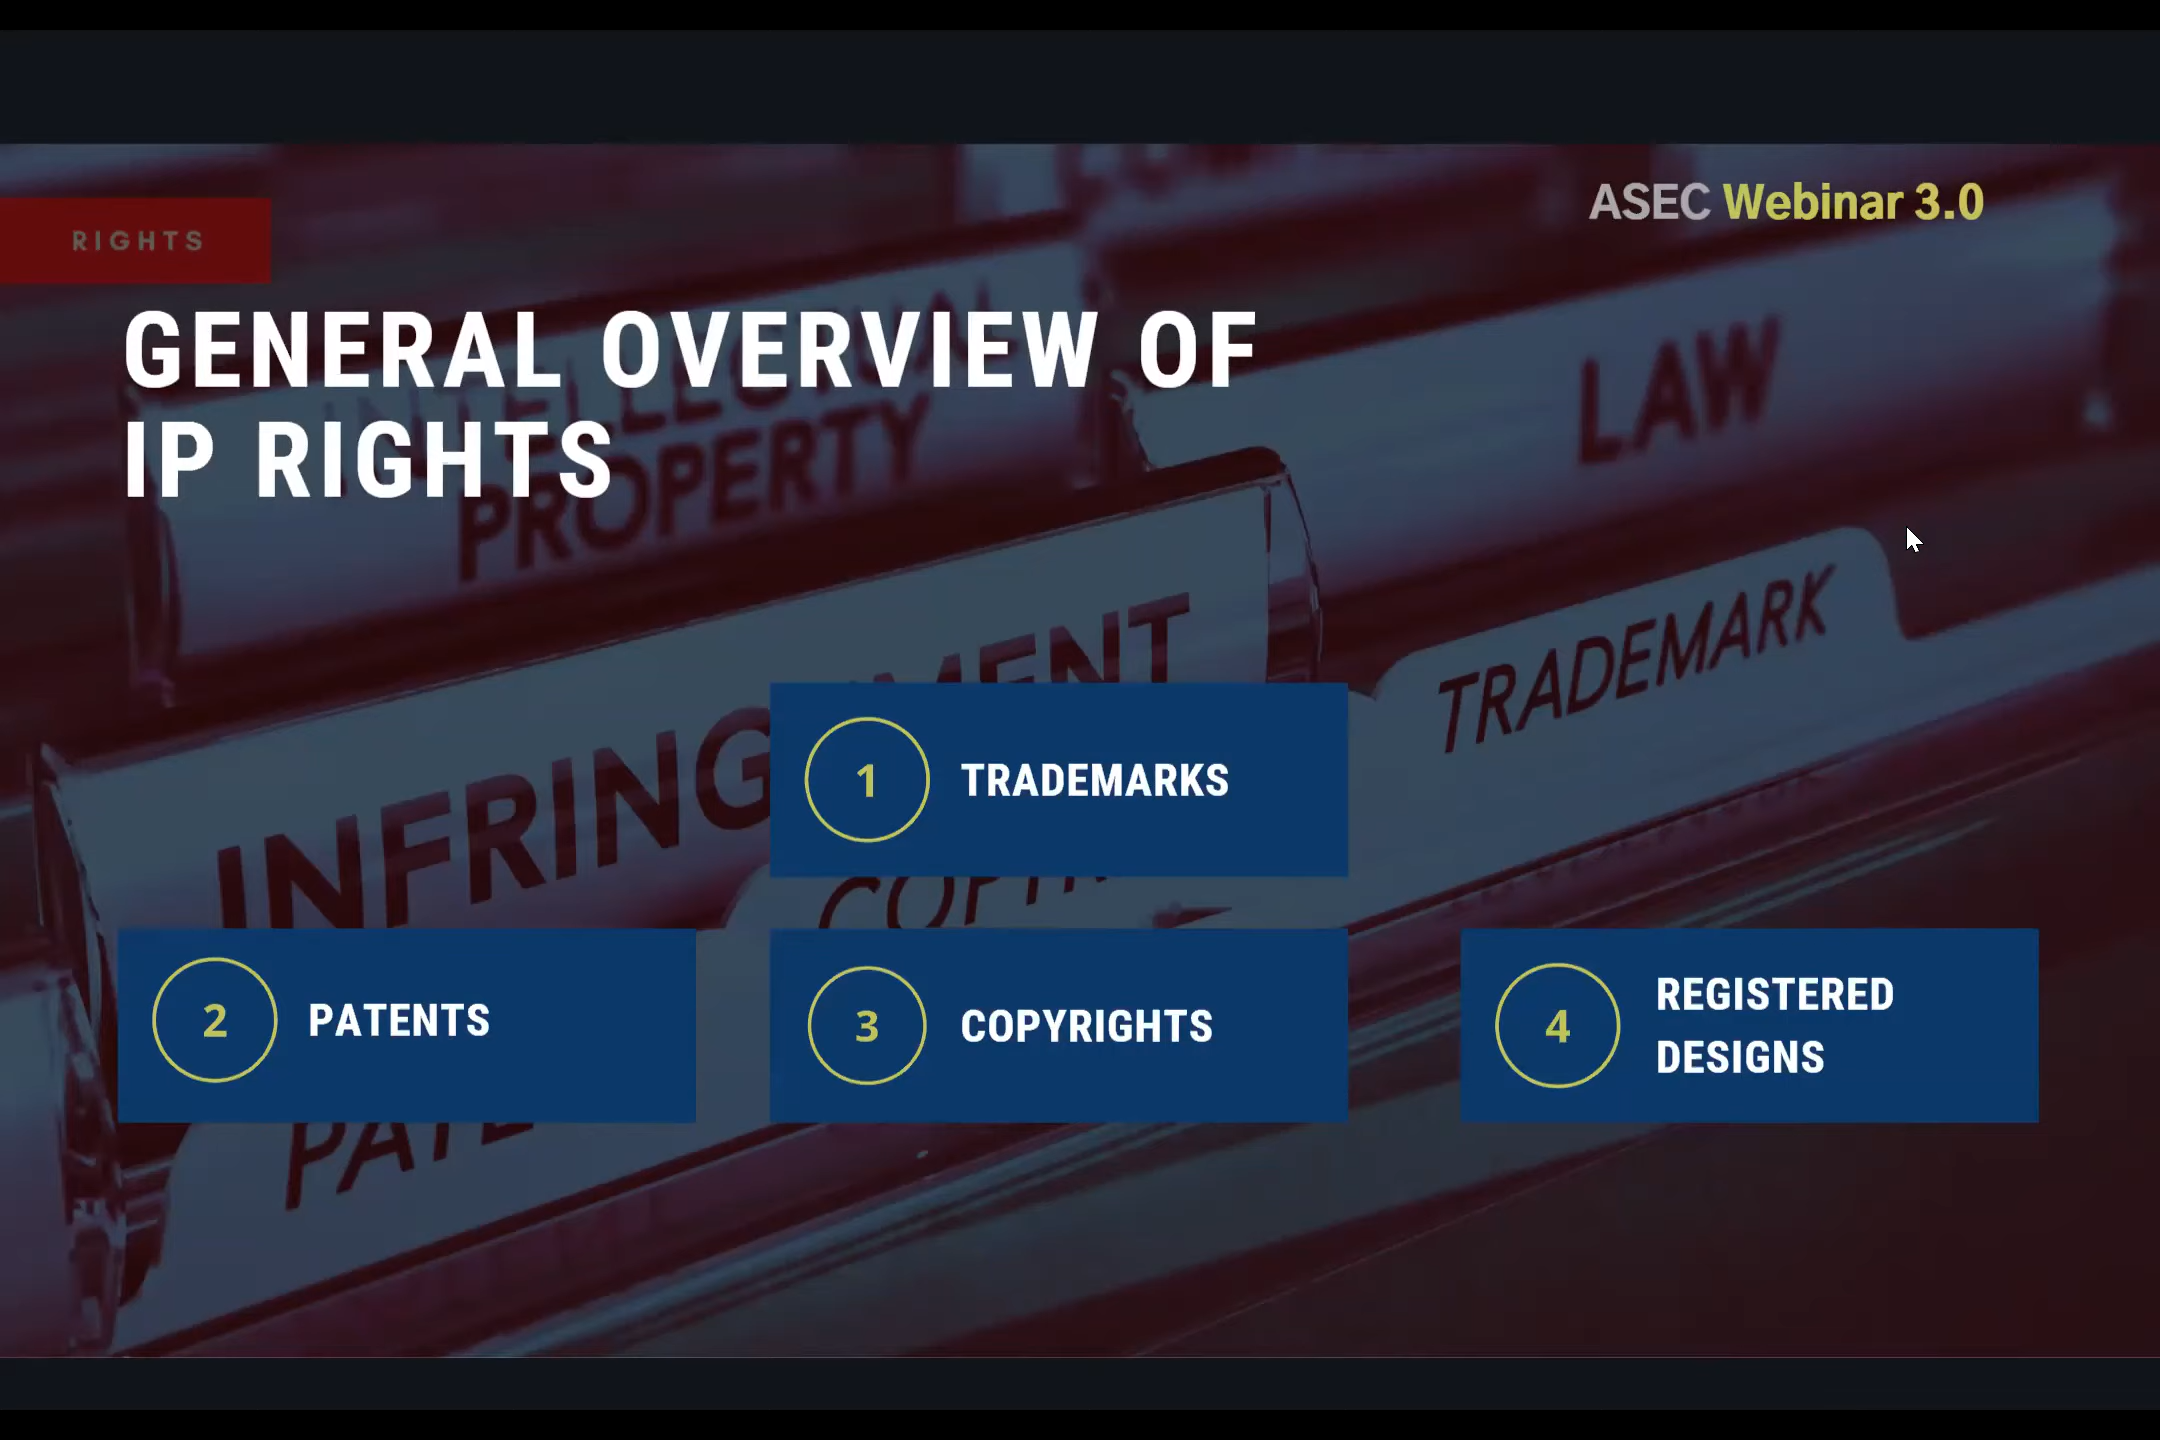 RIGHTS
ASEC Webinar 3.0
GENERAL OVERVIEW OF
IP RIGHTS
INTELLECTUAL
PROPERTY
LAW
TRADEMARK
1
TRADEMARKS
2
PATENTS
3
COPYRIGHTS
4
REGISTERED
DESIGNS